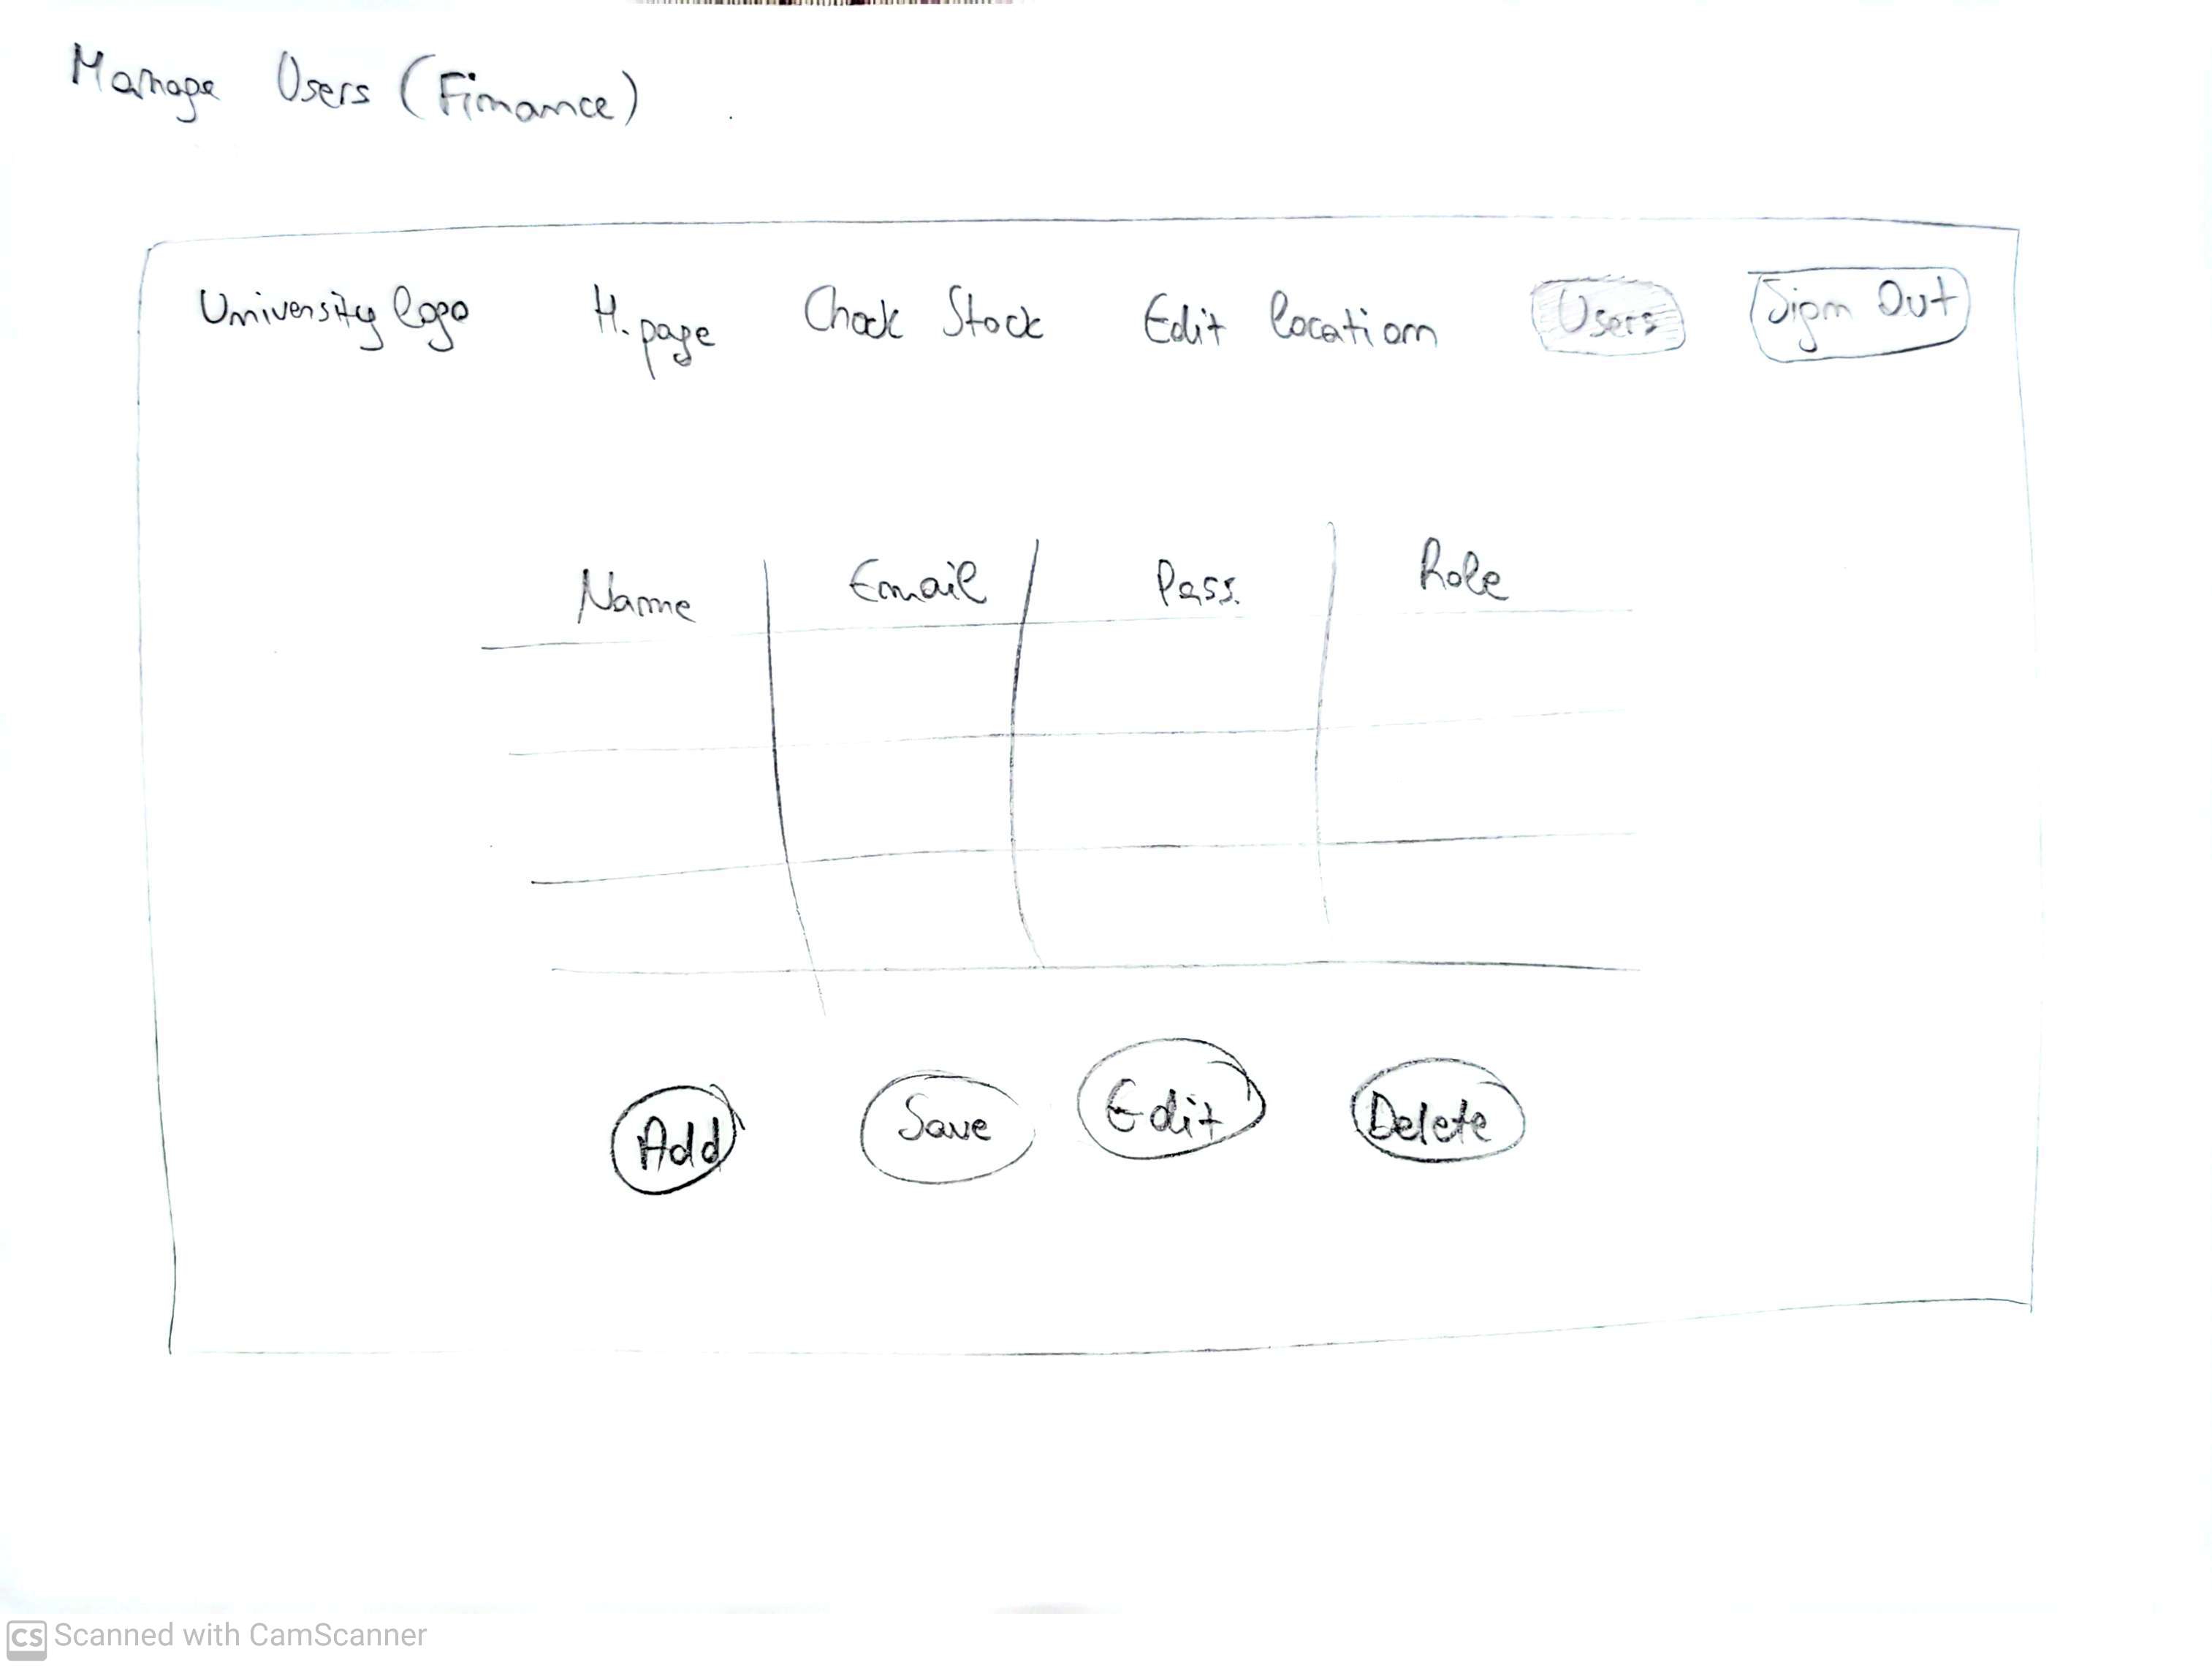 Manage Users (Finance)
University logo H.page Check Stock Edit location Users Sign Out
Name Email Pass. Role
Add Save Edit Delete
CS Scanned with CamScanner